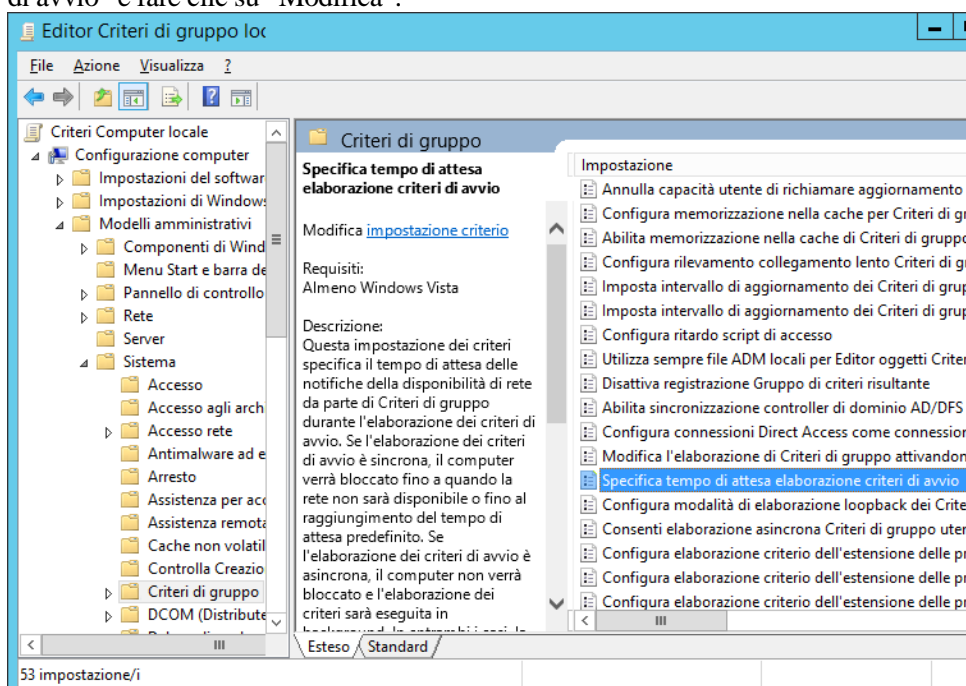 di avvio" e fare clic su "Modifica".
Editor Criteri di gruppo loc
File Azione Visualizza ?
Criteri Computer locale
Configurazione computer
Impostazioni del softwar
Impostazioni di Windows
Modelli amministrativi
Componenti di Wind
Menu Start e barra de
Pannello di controllo
Rete
Server
Sistema
Accesso
Accesso agli arch
Accesso rete
Antimalware ad e
Arresto
Assistenza per acc
Assistenza remota
Cache non volatil
Controlla Creazio
Criteri di gruppo
DCOM (Distribute
Criteri di gruppo
Specifica tempo di attesa
elaborazione criteri di avvio
Modifica impostazione criterio
Requisiti:
Almeno Windows Vista
Descrizione:
Questa impostazione dei criteri
specifica il tempo di attesa delle
notifiche della disponibilità di rete
da parte di Criteri di gruppo
durante l'elaborazione dei criteri di
avvio. Se l'elaborazione dei criteri
di avvio è sincrona, il computer
verrà bloccato fino a quando la
rete non sarà disponibile o fino al
raggiungimento del tempo di
attesa predefinito. Se
l'elaborazione dei criteri di avvio è
asincrona, il computer non verrà
bloccato e l'elaborazione dei
criteri sarà eseguita in
background. In entrambi i casi, la
Impostazione
Annulla capacità utente di richiamare aggiornamento
Configura memorizzazione nella cache per Criteri di gr
Abilita memorizzazione nella cache di Criteri di gruppo
Configura rilevamento collegamento lento Criteri di g
Imposta intervallo di aggiornamento dei Criteri di grup
Imposta intervallo di aggiornamento dei Criteri di grup
Configura ritardo script di accesso
Utilizza sempre file ADM locali per Editor oggetti Criter
Disattiva registrazione Gruppo di criteri risultante
Abilita sincronizzazione controller di dominio AD/DFS
Configura connessioni Direct Access come connession
Modifica l'elaborazione di Criteri di gruppo attivandon
Specifica tempo di attesa elaborazione criteri di avvio
Configura modalità di elaborazione loopback dei Crite
Consenti elaborazione asincrona Criteri di gruppo uter
Configura elaborazione criterio dell'estensione delle pr
Configura elaborazione criterio dell'estensione delle pr
Configura elaborazione criterio dell'estensione delle pr
Esteso Standard
53 impostazione/i